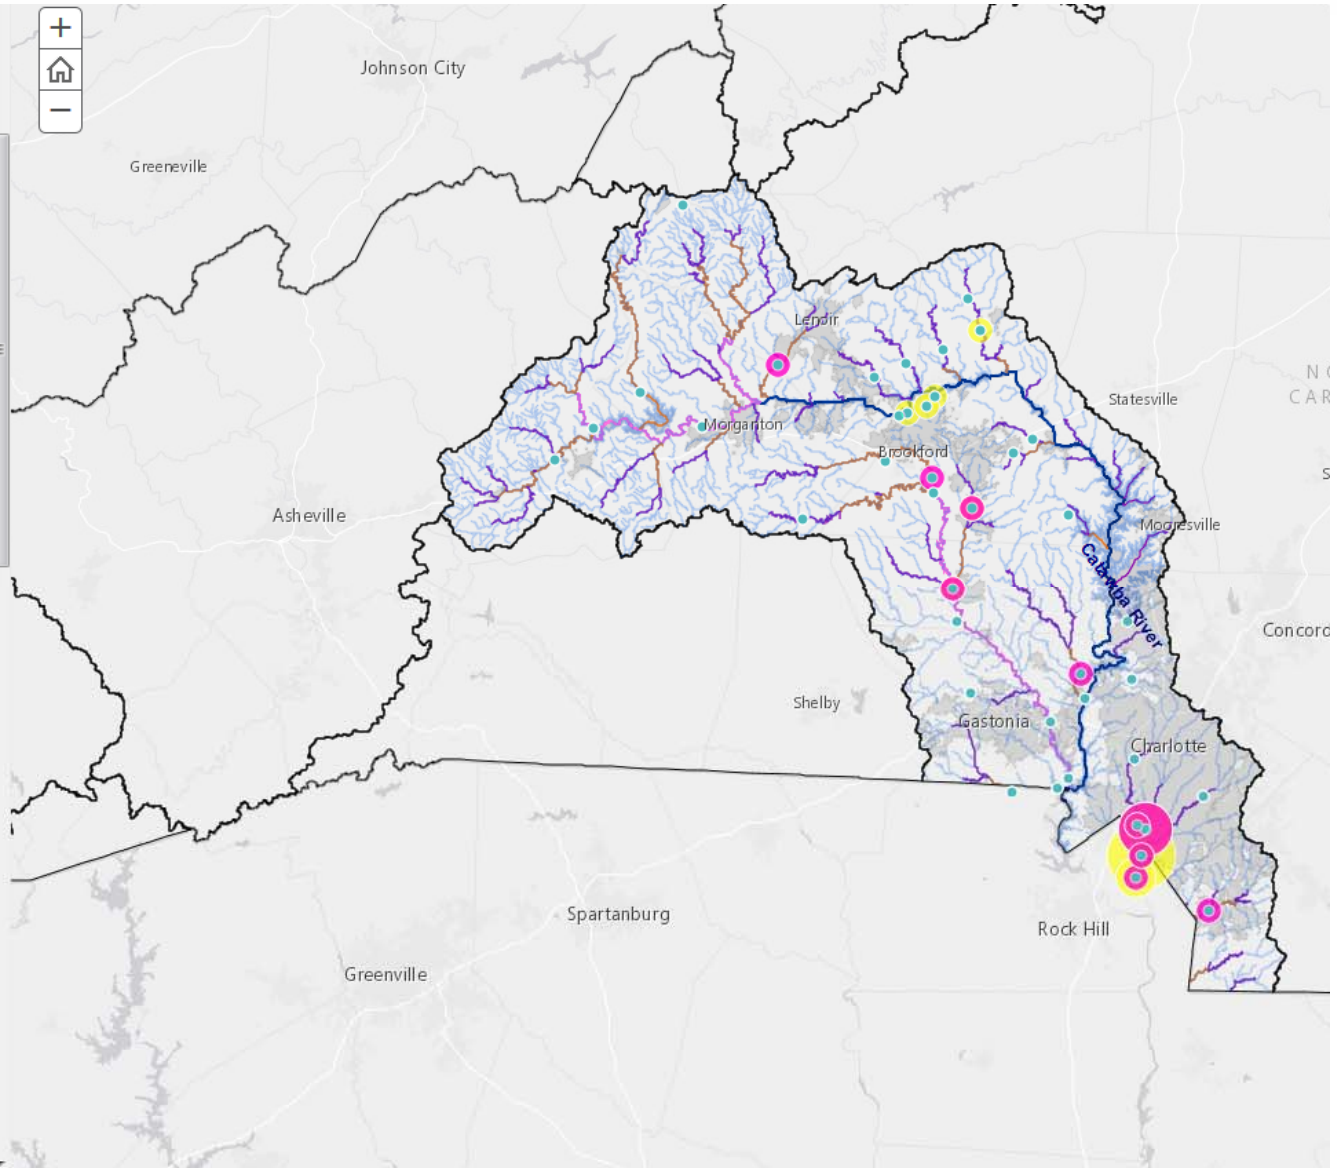 +
−
Johnson City
Greeneville
Lenoir
N
CAR
Statesville
Morganton
Brookford
S
Asheville
Mooresville
Catawba River
Concord
Shelby
Gastonia
Charlotte
Spartanburg
Rock Hill
Greenville